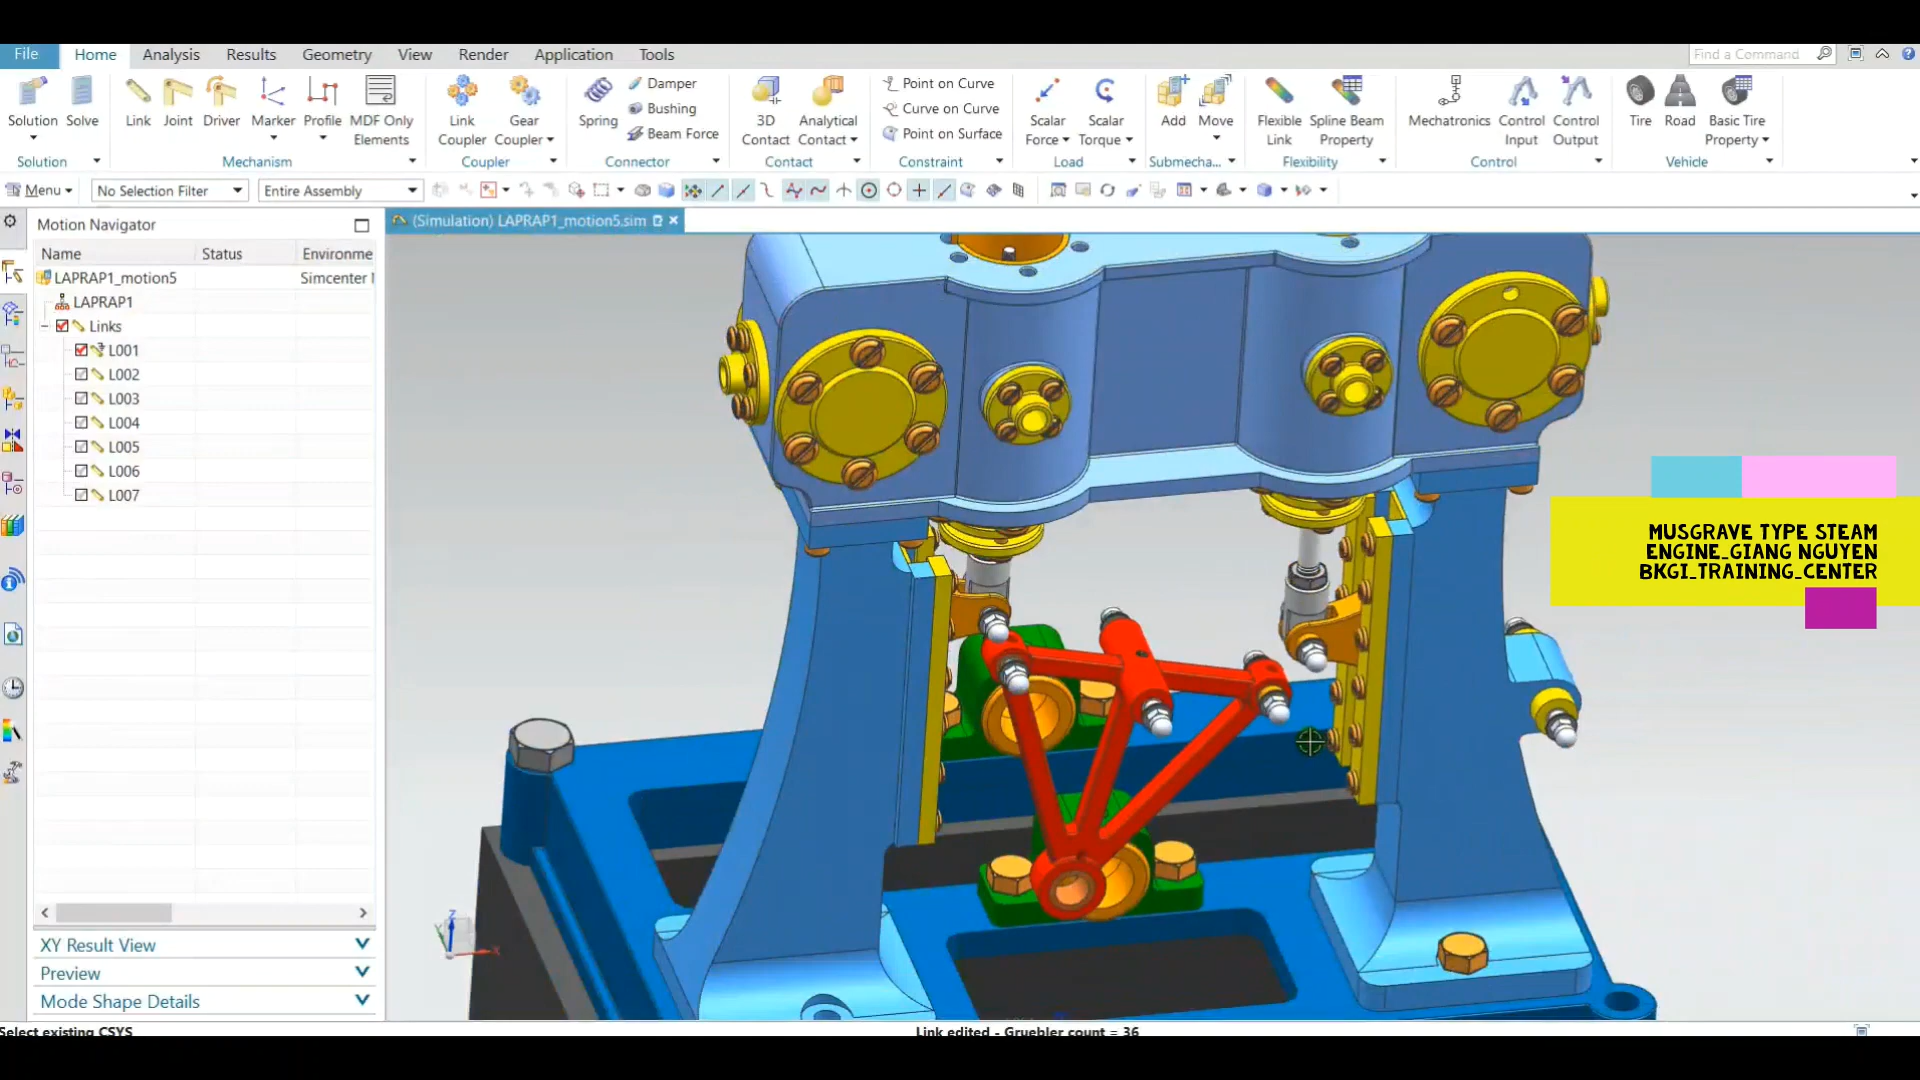 File Home Analysis Results Geometry View Render Application Tools Find a Command
Solution Solve Link Joint Driver Marker Profile MDF Only Elements Link Coupler Gear Coupler Spring Damper Bushing Beam Force 3D Contact Analytical Contact Point on Curve Curve on Curve Point on Surface Scalar Force Scalar Torque Add Move Flexible Link Spline Beam Property Mechatronics Control Input Control Output Tire Road Basic Tire Property
Solution Mechanism Coupler Connector Contact Constraint Load Submecha... Flexibility Control Vehicle
Menu No Selection Filter Entire Assembly
Motion Navigator
(Simulation) LAPRAP1_motion5.sim
Name Status Environme
LAPRAP1_motion5 Simcenter
LAPRAP1
Links
L001
L002
L003
L004
L005
L006
L007
MUSGRAVE TYPE STEAM
ENGINE_GIANG NGUYEN
BKGI_TRAINING_CENTER
Z
Y
X
XY Result View
Preview
Mode Shape Details
Select existing CSYS
Link edited - Gruebler count = 36